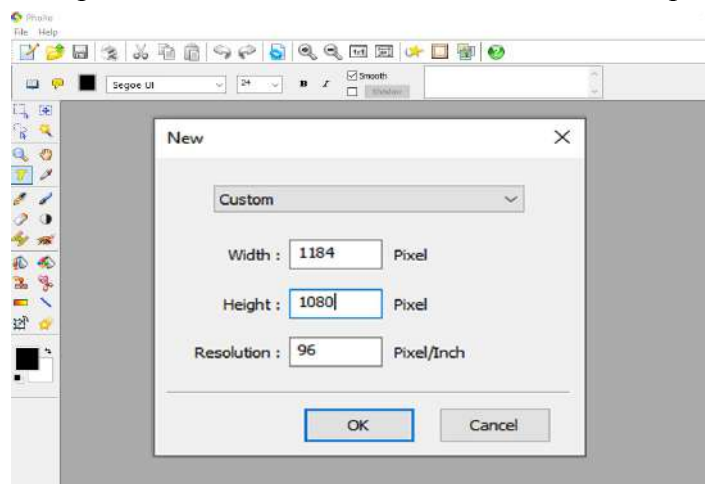 File Help
Segoe UI 24 B I Smooth
New
Custom
Width : 1184 Pixel
Height : 1080 Pixel
Resolution : 96 Pixel/Inch
OK Cancel